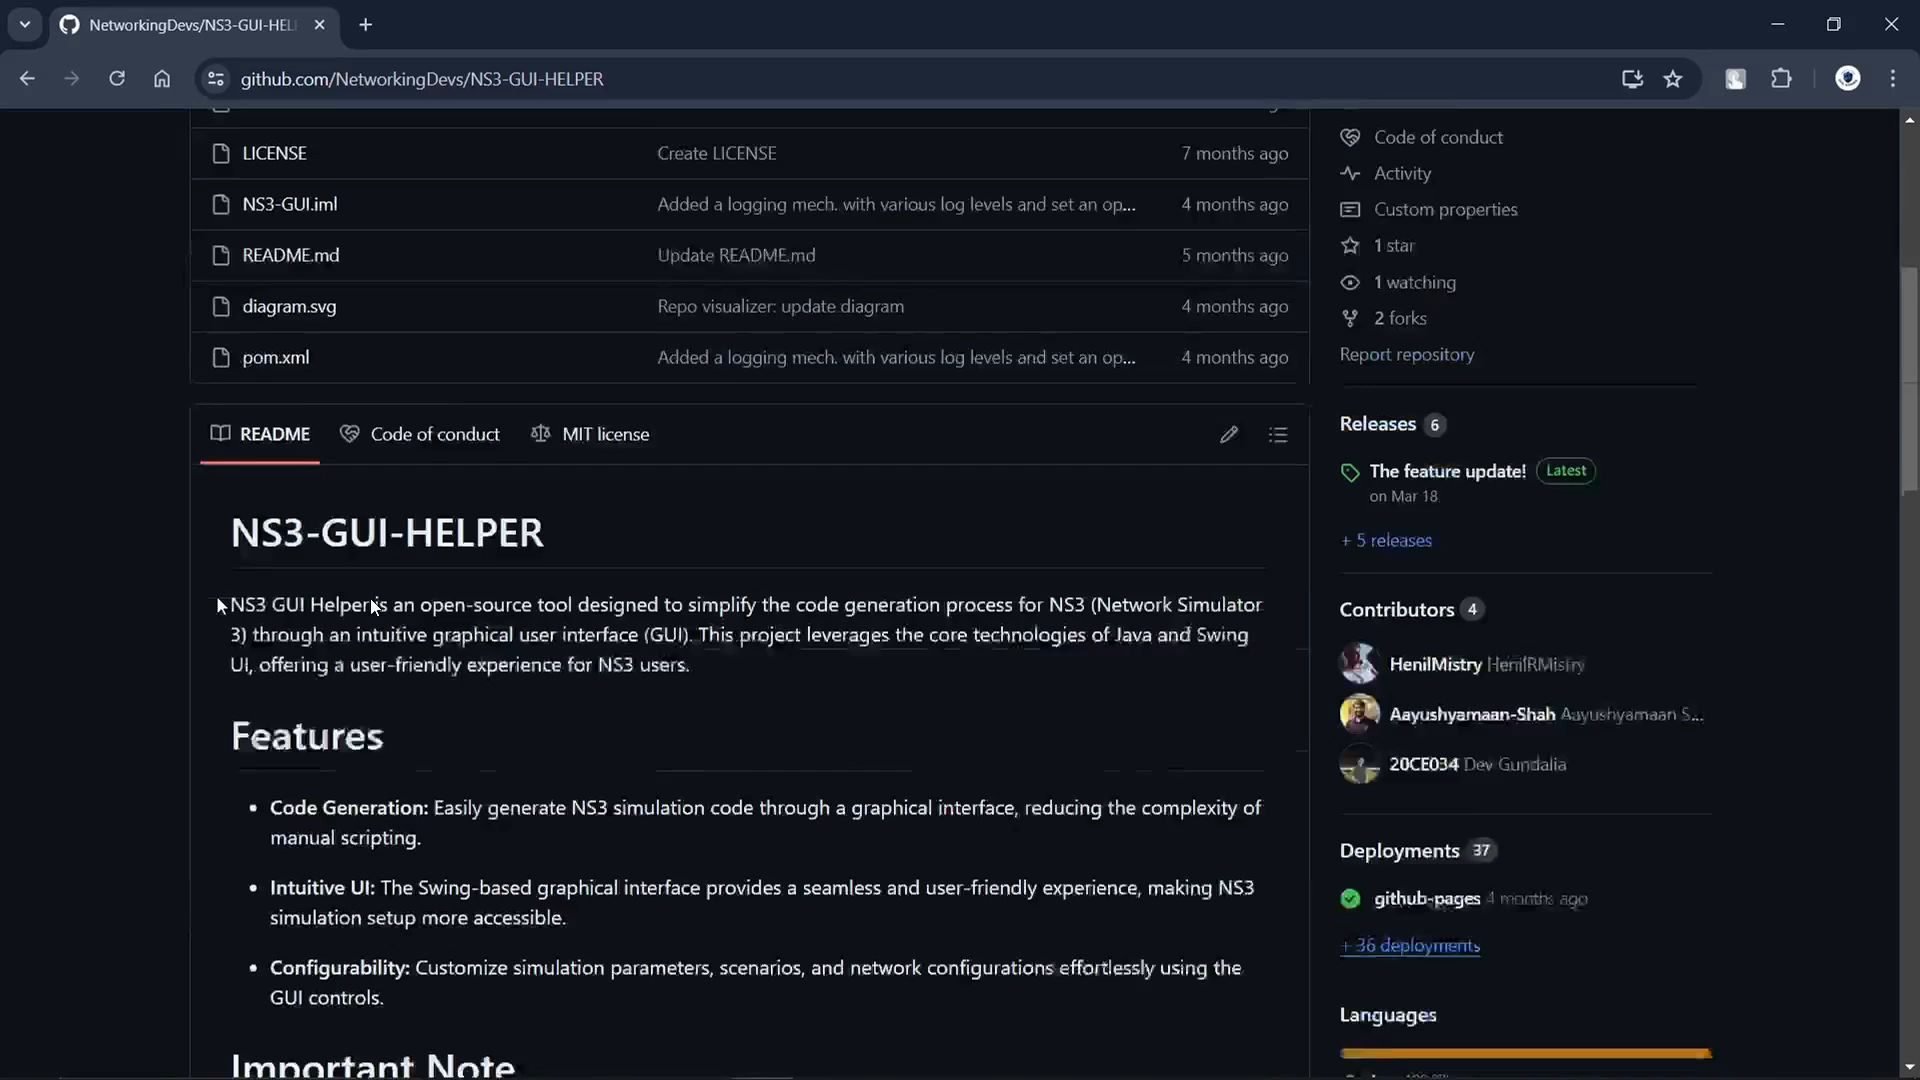 NetworkingDevs/NS3-GUI-HEL
github.com/NetworkingDevs/NS3-GUI-HELPER
LICENSE Create LICENSE 7 months ago
NS3-GUI.iml Added a logging mech. with various log levels and set an op... 4 months ago
README.md Update README.md 5 months ago
diagram.svg Repo visualizer: update diagram 4 months ago
pom.xml Added a logging mech. with various log levels and set an op... 4 months ago
README Code of conduct MIT license
NS3-GUI-HELPER
NS3 GUI Helper is an open-source tool designed to simplify the code generation process for NS3 (Network Simulator
3) through an intuitive graphical user interface (GUI). This project leverages the core technologies of Java and Swing
UI, offering a user-friendly experience for NS3 users.
Features
• Code Generation: Easily generate NS3 simulation code through a graphical interface, reducing the complexity of
manual scripting.
• Intuitive UI: The Swing-based graphical interface provides a seamless and user-friendly experience, making NS3
simulation setup more accessible.
• Configurability: Customize simulation parameters, scenarios, and network configurations effortlessly using the
GUI controls.
Important Note
Code of conduct
Activity
Custom properties
1 star
1 watching
2 forks
Report repository
Releases 6
The feature update! Latest
on Mar 18
+ 5 releases
Contributors 4
HenilMistry HenilRMistry
Aayushyamaan-Shah Aayushyamaan S...
20CE034 Dev Gundalia
Deployments 37
github-pages 4 months ago
+ 36 deployments
Languages